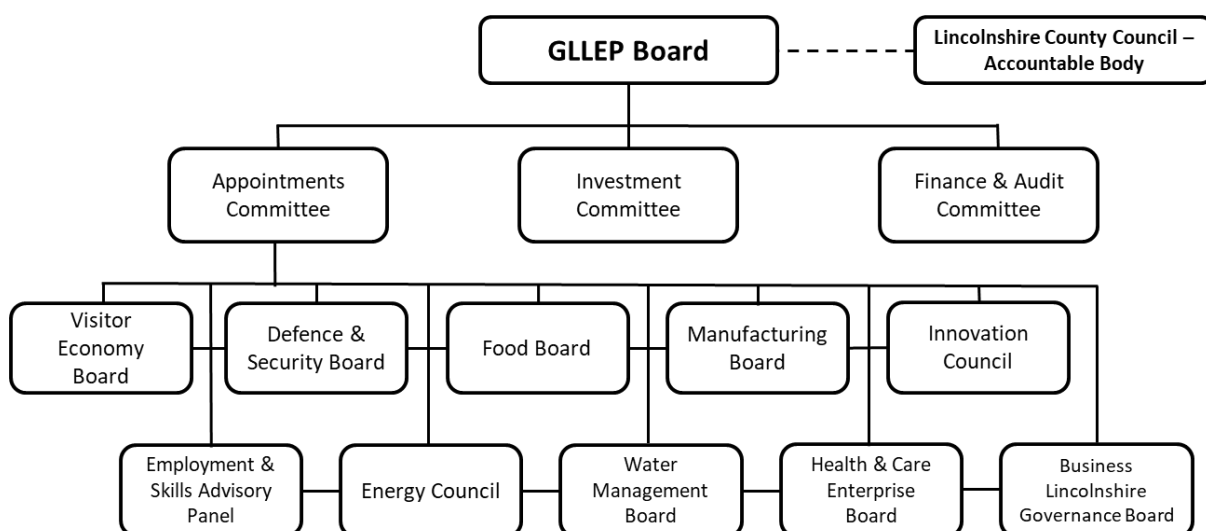 GLLEP Board
Lincolnshire County Council –
Accountable Body
Appointments
Committee
Investment
Committee
Finance & Audit
Committee
Visitor
Economy
Board
Defence &
Security Board
Food Board
Manufacturing
Board
Innovation
Council
Employment &
Skills Advisory
Panel
Energy Council
Water
Management
Board
Health & Care
Enterprise
Board
Business
Lincolnshire
Governance Board